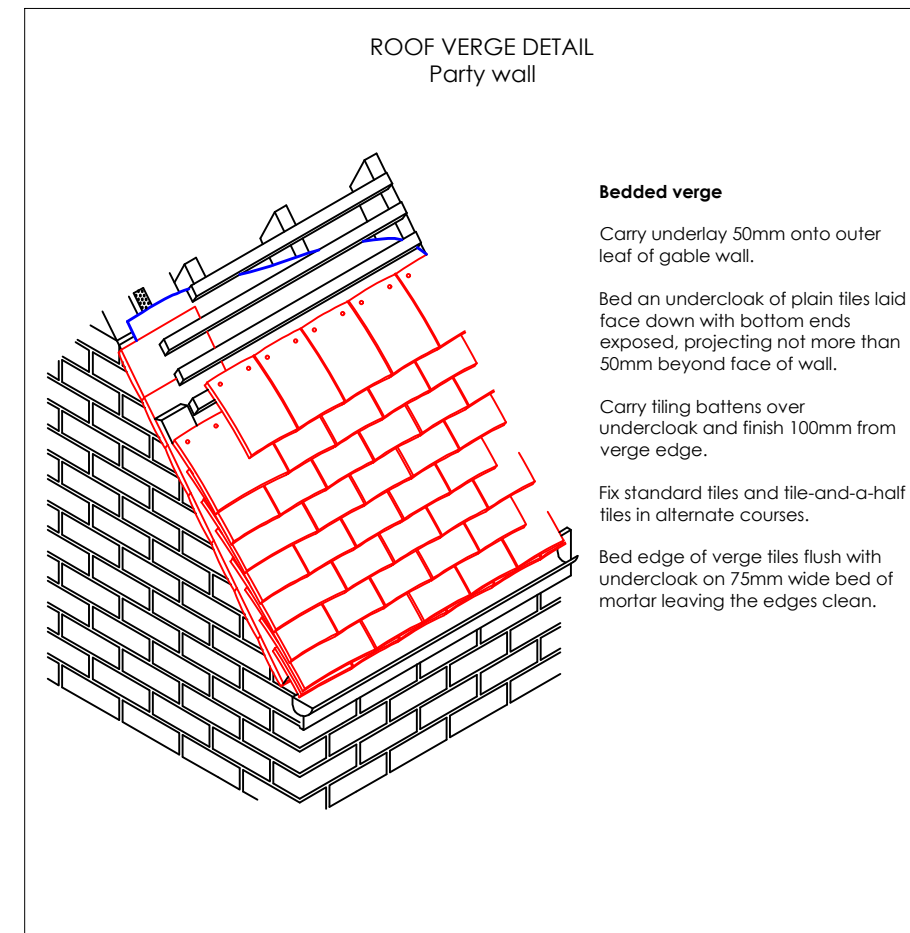 ROOF VERGE DETAIL
Party wall
Bedded verge
Carry underlay 50mm onto outer
leaf of gable wall.
Bed an undercloak of plain tiles laid
face down with bottom ends
exposed, projecting not more than
50mm beyond face of wall.
Carry tiling battens over
undercloak and finish 100mm from
verge edge.
Fix standard tiles and tile-and-a-half
tiles in alternate courses.
Bed edge of verge tiles flush with
undercloak on 75mm wide bed of
mortar leaving the edges clean.